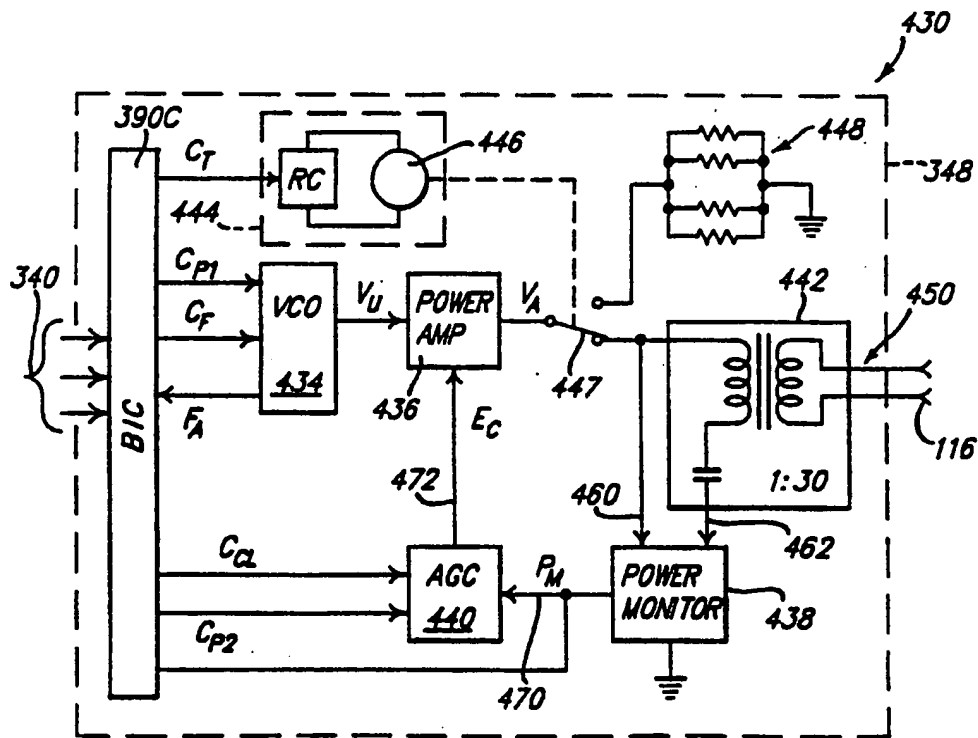 430
390C
C_T
RC
446
448
348
444
C_P1
340
C_F
VCO
434
V_U
POWER
AMP
436
V_A
447
442
450
F_A
E_C
116
BIC
472
460
1:30
462
C_CL
AGC
440
P_M
POWER
MONITOR
438
C_P2
470